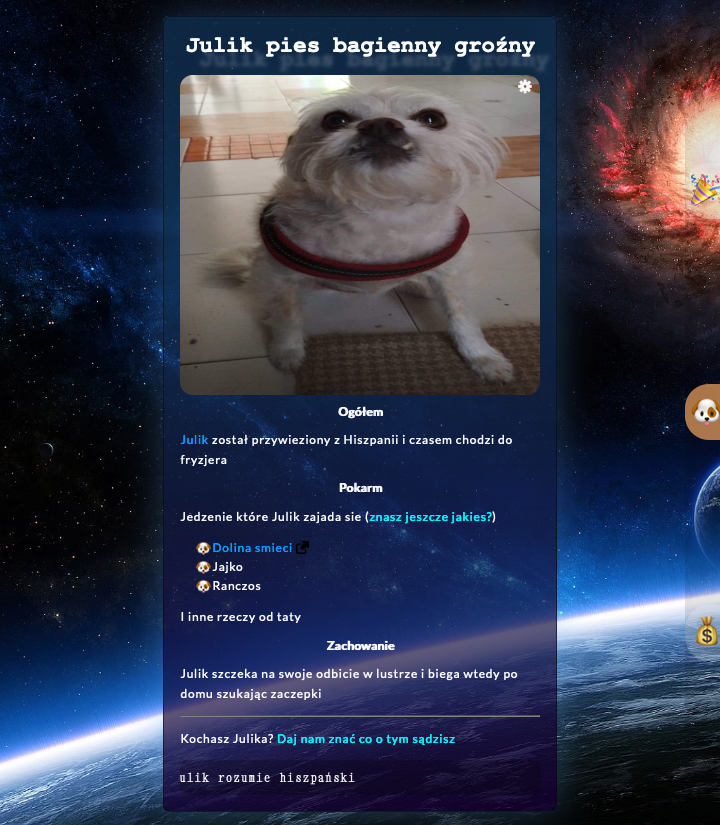 Julik pies bagienny groźny
Ogółem
Julik został przywieziony z Hiszpanii i czasem chodzi do
fryzjera
Pokarm
Jedzenie które Julik zajada sie (znasz jeszcze jakies?)
Dolina smieci
Jajko
Ranczos
I inne rzeczy od taty
Zachowanie
Julik szczeka na swoje odbicie w lustrze i biega wtedy po
domu szukając zaczepki
Kochasz Julika? Daj nam znać co o tym sądzisz
ulik rozumie hiszpański